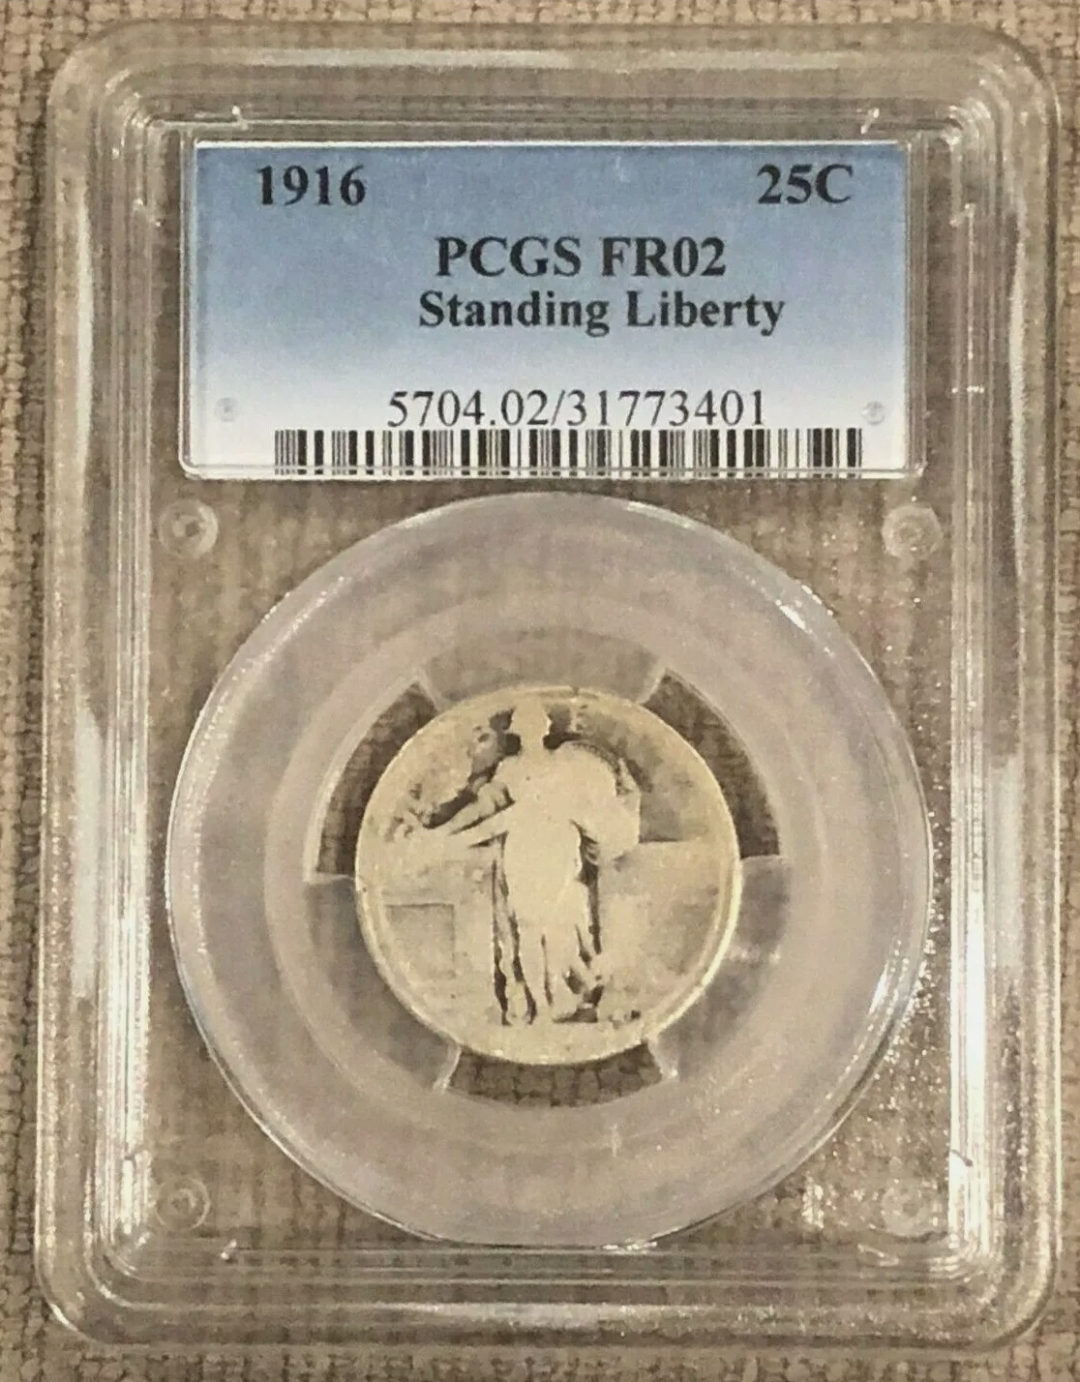 1916 25C
PCGS FR02
Standing Liberty
5704.02/31773401